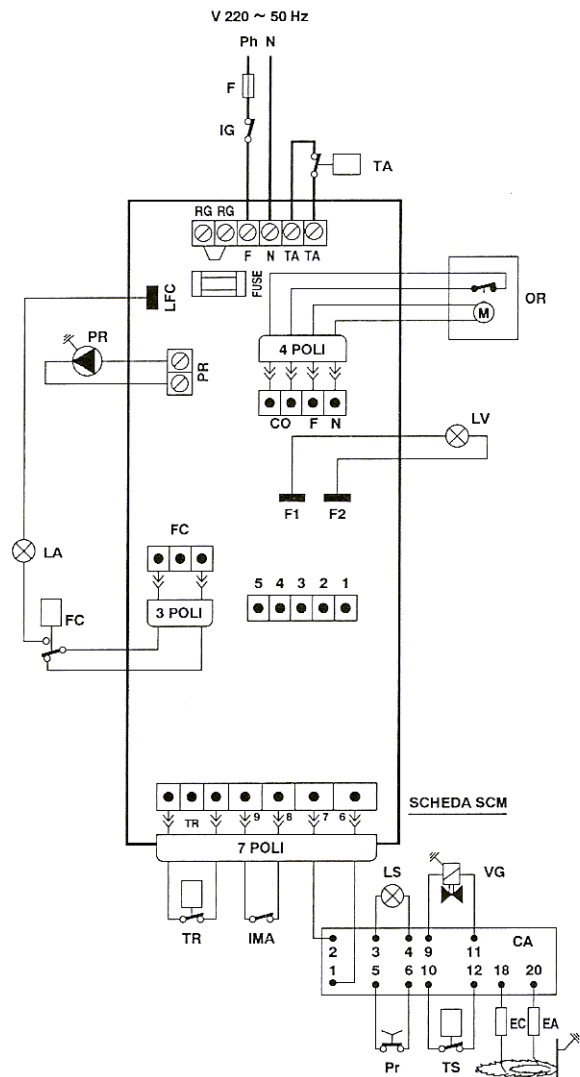 V 220 ~ 50 Hz
Ph N
F
IG
TA
RG RG
F N TA TA
FUSE
LFC
OR
M
PR
PR
4 POLI
CO F N
LV
F1 F2
FC
LA
5 4 3 2 1
3 POLI
FC
SCHEDA SCM
TR 9 8 7 6
7 POLI
LS VG
TR IMA
2 3 4 9 11 CA
1 5 6 10 12 18 20
EC EA
Pr TS